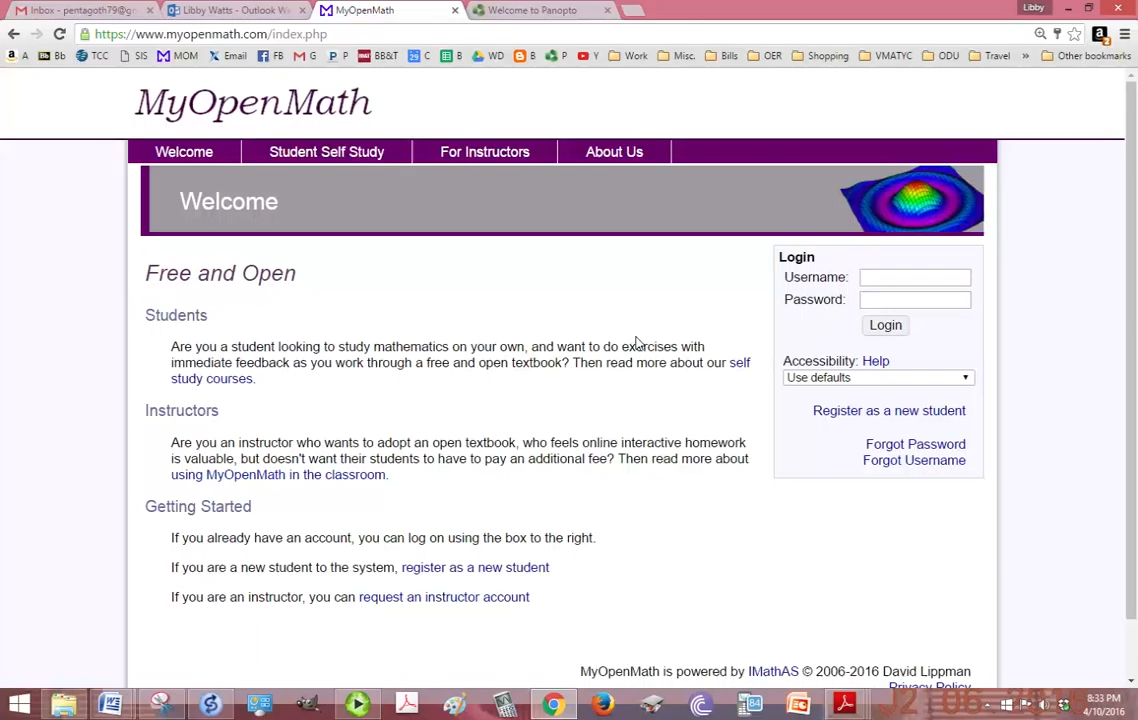 Inbox - pentagoth79@g
Libby Watts - Outlook W
MyOpenMath
Welcome to Panopto
Libby
https://www.myopenmath.com/index.php
A
Bb
TCC
SIS
MOM
Email
FB
G
P
BB&T
C
B
WD
B
P
Y
Work
Misc.
Bills
OER
Shopping
VMATYC
ODU
Travel
»
Other bookmarks
MyOpenMath
Welcome
Student Self Study
For Instructors
About Us
Welcome
Free and Open
Students
Are you a student looking to study mathematics on your own, and want to do exercises with
immediate feedback as you work through a free and open textbook? Then read more about our self
study courses.
Instructors
Are you an instructor who wants to adopt an open textbook, who feels online interactive homework
is valuable, but doesn't want their students to have to pay an additional fee? Then read more about
using MyOpenMath in the classroom.
Getting Started
If you already have an account, you can log on using the box to the right.
If you are a new student to the system, register as a new student
If you are an instructor, you can request an instructor account
Login
Username:
Password:
Login
Accessibility: Help
Use defaults
Register as a new student
Forgot Password
Forgot Username
MyOpenMath is powered by IMathAS © 2006-2016 David Lippman
Privacy Policy
84
8:33 PM
4/10/2016